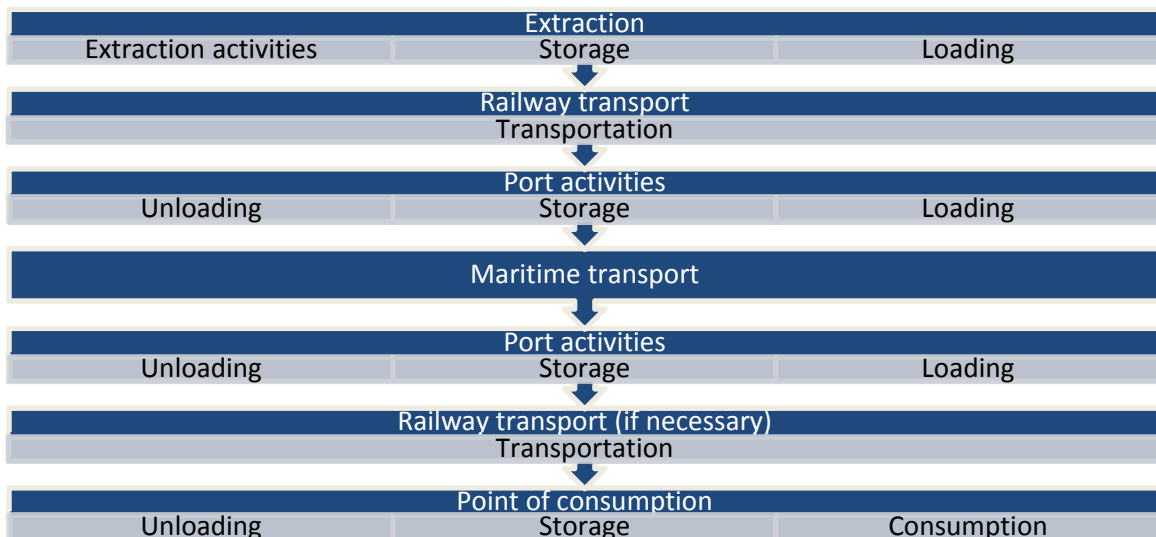 Extraction
Extraction activities Storage Loading
Railway transport
Transportation
Port activities
Unloading Storage Loading
Maritime transport
Port activities
Unloading Storage Loading
Railway transport (if necessary)
Transportation
Point of consumption
Unloading Storage Consumption